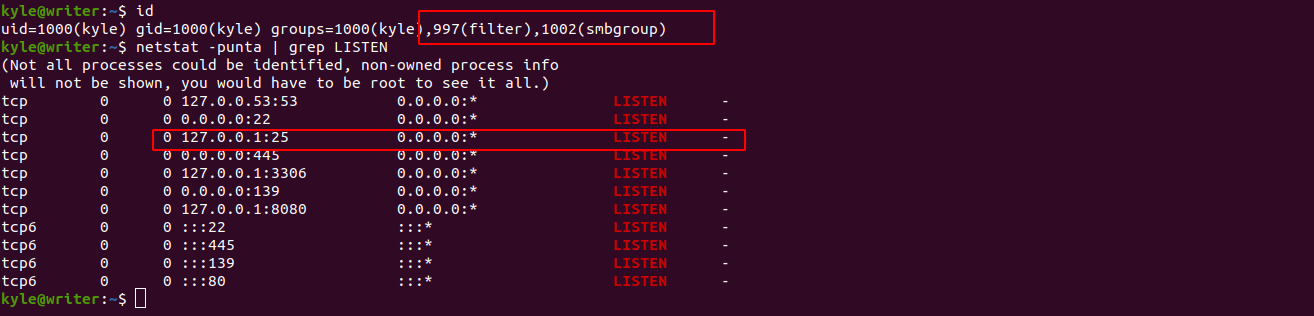 kyle@writer:~$ id
uid=1000(kyle) gid=1000(kyle) groups=1000(kyle),997(filter),1002(smbgroup)
kyle@writer:~$ netstat -punta | grep LISTEN
(Not all processes could be identified, non-owned process info
 will not be shown, you would have to be root to see it all.)
tcp        0      0 127.0.0.53:53           0.0.0.0:*               LISTEN      -
tcp        0      0 0.0.0.0:22              0.0.0.0:*               LISTEN      -
tcp        0      0 127.0.0.1:25            0.0.0.0:*               LISTEN      -
tcp        0      0 0.0.0.0:445             0.0.0.0:*               LISTEN      -
tcp        0      0 127.0.0.1:3306          0.0.0.0:*               LISTEN      -
tcp        0      0 0.0.0.0:139             0.0.0.0:*               LISTEN      -
tcp        0      0 127.0.0.1:8080          0.0.0.0:*               LISTEN      -
tcp6       0      0 :::22                   :::*                    LISTEN      -
tcp6       0      0 :::445                  :::*                    LISTEN      -
tcp6       0      0 :::139                  :::*                    LISTEN      -
tcp6       0      0 :::80                   :::*                    LISTEN      -
kyle@writer:~$